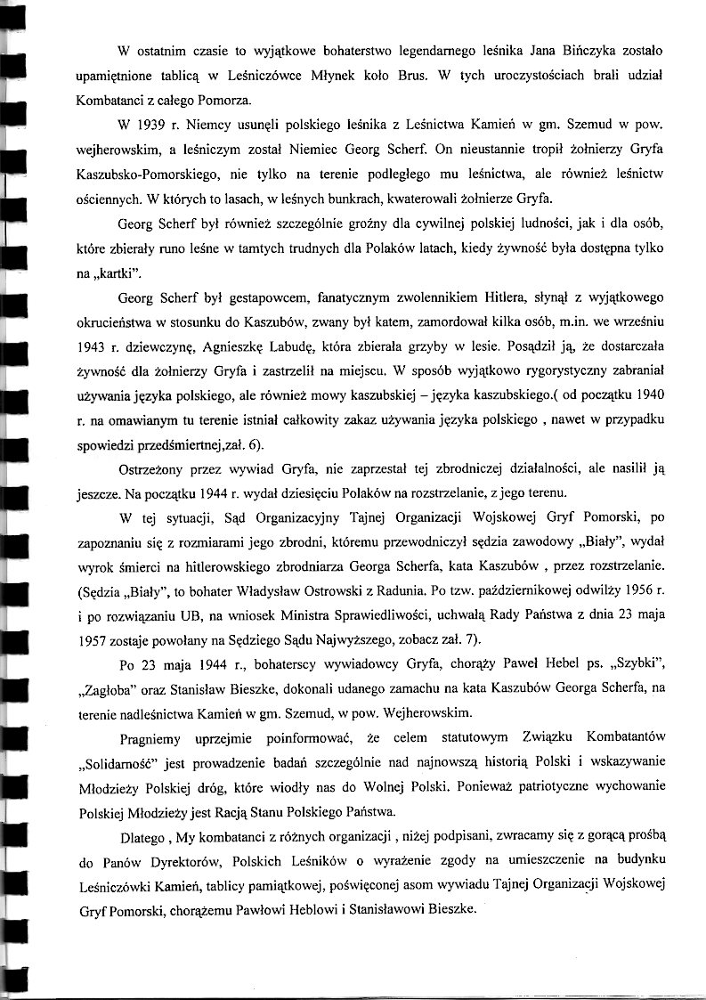 W ostatnim czasie to wyjątkowe bohaterstwo legendarnego leśnika Jana Bińczyka zostało
upamiętnione tablicą w Leśniczówce Młynek koło Brus. W tych uroczystościach brali udział
Kombatanci z całego Pomorza.
W 1939 r. Niemcy usunęli polskiego leśnika z Leśnictwa Kamień w gm. Szemud w pow.
wejherowskim, a leśniczym został Niemiec Georg Scherf. On nieustannie tropił żołnierzy Gryfa
Kaszubsko-Pomorskiego, nie tylko na terenie podległego mu leśnictwa, ale również leśnictw
ościennych. W których to lasach, w leśnych bunkrach, kwaterowali żołnierze Gryfa.
Georg Scherf był również szczególnie groźny dla cywilnej polskiej ludności, jak i dla osób,
które zbierały runo leśne w tamtych trudnych dla Polaków latach, kiedy żywność była dostępna tylko
na „kartki”.
Georg Scherf był gestapowcem, fanatycznym zwolennikiem Hitlera, słynął z wyjątkowego
okrucieństwa w stosunku do Kaszubów, zwany był katem, zamordował kilka osób, m.in. we wrześniu
1943 r. dziewczynę, Agnieszkę Labudę, która zbierała grzyby w lesie. Posądził ją, że dostarczała
żywność dla żołnierzy Gryfa i zastrzelił na miejscu. W sposób wyjątkowo rygorystyczny zabraniał
używania języka polskiego, ale również mowy kaszubskiej – języka kaszubskiego.( od początku 1940
r. na omawianym tu terenie istniał całkowity zakaz używania języka polskiego , nawet w przypadku
spowiedzi przedśmiertnej,zał. 6).
Ostrzeżony przez wywiad Gryfa, nie zaprzestał tej zbrodniczej działalności, ale nasilił ją
jeszcze. Na początku 1944 r. wydał dziesięciu Polaków na rozstrzelanie, z jego terenu.
W tej sytuacji, Sąd Organizacyjny Tajnej Organizacji Wojskowej Gryf Pomorski, po
zapoznaniu się z rozmiarami jego zbrodni, któremu przewodniczył sędzia zawodowy „Biały”, wydał
wyrok śmierci na hitlerowskiego zbrodniarza Georga Scherfa, kata Kaszubów , przez rozstrzelanie.
(Sędzia „Biały”, to bohater Władysław Ostrowski z Radunia. Po tzw. październikowej odwilży 1956 r.
i po rozwiązaniu UB, na wniosek Ministra Sprawiedliwości, uchwałą Rady Państwa z dnia 23 maja
1957 zostaje powołany na Sędziego Sądu Najwyższego, zobacz zał. 7).
Po 23 maja 1944 r., bohaterscy wywiadowcy Gryfa, chorąży Paweł Hebel ps. „Szybki”,
„Zagłoba” oraz Stanisław Bieszke, dokonali udanego zamachu na kata Kaszubów Georga Scherfa, na
terenie nadleśnictwa Kamień w gm. Szemud, w pow. Wejherowskim.
Pragniemy uprzejmie poinformować, że celem statutowym Związku Kombatantów
„Solidarność” jest prowadzenie badań szczególnie nad najnowszą historią Polski i wskazywanie
Młodzieży Polskiej dróg, które wiodły nas do Wolnej Polski. Ponieważ patriotyczne wychowanie
Polskiej Młodzieży jest Racją Stanu Polskiego Państwa.
Dlatego , My kombatanci z różnych organizacji , niżej podpisani, zwracamy się z gorącą prośbą
do Panów Dyrektorów, Polskich Leśników o wyrażenie zgody na umieszczenie na budynku
Leśniczówki Kamień, tablicy pamiątkowej, poświęconej asom wywiadu Tajnej Organizacji Wojskowej
Gryf Pomorski, chorążemu Pawłowi Heblowi i Stanisławowi Bieszke.